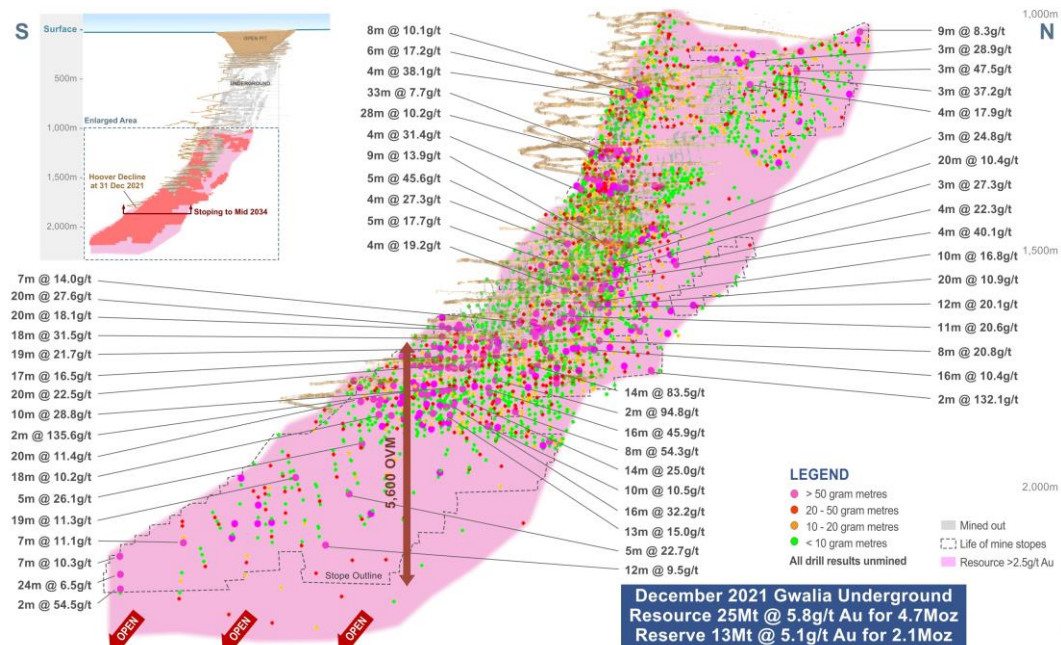 S
N
Surface
OPEN PIT
UNDERGROUND
500m
Enlarged Area
1,000m
1,500m
2,000m
Hoover Decline
at 31 Dec 2021
Stoping to Mid 2034
8m @ 10.1g/t
6m @ 17.2g/t
4m @ 38.1g/t
33m @ 7.7g/t
28m @ 10.2g/t
4m @ 31.4g/t
9m @ 13.9g/t
5m @ 45.6g/t
4m @ 27.3g/t
5m @ 17.7g/t
4m @ 19.2g/t
7m @ 14.0g/t
20m @ 27.6g/t
20m @ 18.1g/t
18m @ 31.5g/t
19m @ 21.7g/t
17m @ 16.5g/t
20m @ 22.5g/t
10m @ 28.8g/t
2m @ 135.6g/t
20m @ 11.4g/t
18m @ 10.2g/t
5m @ 26.1g/t
19m @ 11.3g/t
7m @ 11.1g/t
7m @ 10.3g/t
24m @ 6.5g/t
2m @ 54.5g/t
1,000m
9m @ 8.3g/t
3m @ 28.9g/t
3m @ 47.5g/t
3m @ 37.2g/t
4m @ 17.9g/t
3m @ 24.8g/t
20m @ 10.4g/t
3m @ 27.3g/t
4m @ 22.3g/t
4m @ 40.1g/t
1,500m
10m @ 16.8g/t
20m @ 10.9g/t
12m @ 20.1g/t
11m @ 20.6g/t
8m @ 20.8g/t
16m @ 10.4g/t
2m @ 132.1g/t
14m @ 83.5g/t
2m @ 94.8g/t
16m @ 45.9g/t
8m @ 54.3g/t
14m @ 25.0g/t
10m @ 10.5g/t
16m @ 32.2g/t
13m @ 15.0g/t
5m @ 22.7g/t
12m @ 9.5g/t
2,000m
5,600 OVM
Stope Outline
OPEN
OPEN
OPEN
LEGEND
> 50 gram metres
20 - 50 gram metres
10 - 20 gram metres
< 10 gram metres
All drill results unmined
Mined out
Life of mine stopes
Resource >2.5g/t Au
December 2021 Gwalia Underground
Resource 25Mt @ 5.8g/t Au for 4.7Moz
Reserve 13Mt @ 5.1g/t Au for 2.1Moz